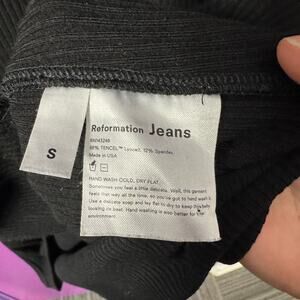 Reformation Jeans
S
88% TENCEL™ Lyocell, 12% Spandex.
Made in USA
HAND WASH COLD, DRY FLAT
Sometimes you feel a little delicate. Well, this garment
feels that way all the time, so you've got to hand wash it.
Use a delicate soap and lay flat to dry to keep this baby
looking its best. Hand washing is also better for the
environment.